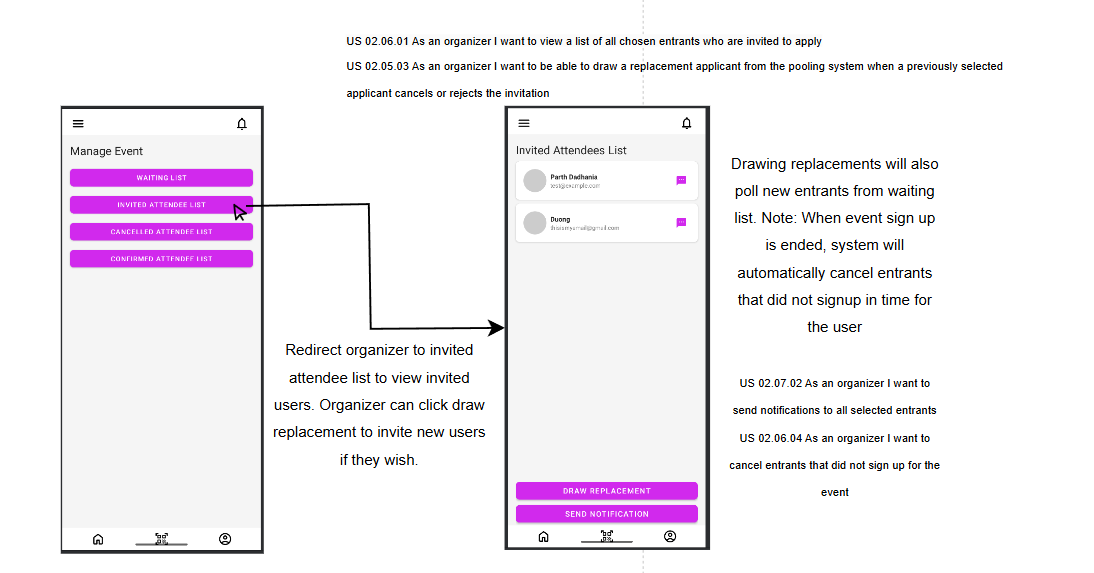 US 02.06.01 As an organizer I want to view a list of all chosen entrants who are invited to apply
US 02.05.03 As an organizer I want to be able to draw a replacement applicant from the pooling system when a previously selected
applicant cancels or rejects the invitation
Manage Event
WAITING LIST
INVITED ATTENDEE LIST
CANCELLED ATTENDEE LIST
CONFIRMED ATTENDEE LIST
Redirect organizer to invited
attendee list to view invited
users. Organizer can click draw
replacement to invite new users
if they wish.
Invited Attendees List
Parth Dadhania
test@example.com
Duong
thisismyemail@gmail.com
DRAW REPLACEMENT
SEND NOTIFICATION
Drawing replacements will also
poll new entrants from waiting
list. Note: When event sign up
is ended, system will
automatically cancel entrants
that did not signup in time for
the user
US 02.07.02 As an organizer I want to
send notifications to all selected entrants
US 02.06.04 As an organizer I want to
cancel entrants that did not sign up for the
event